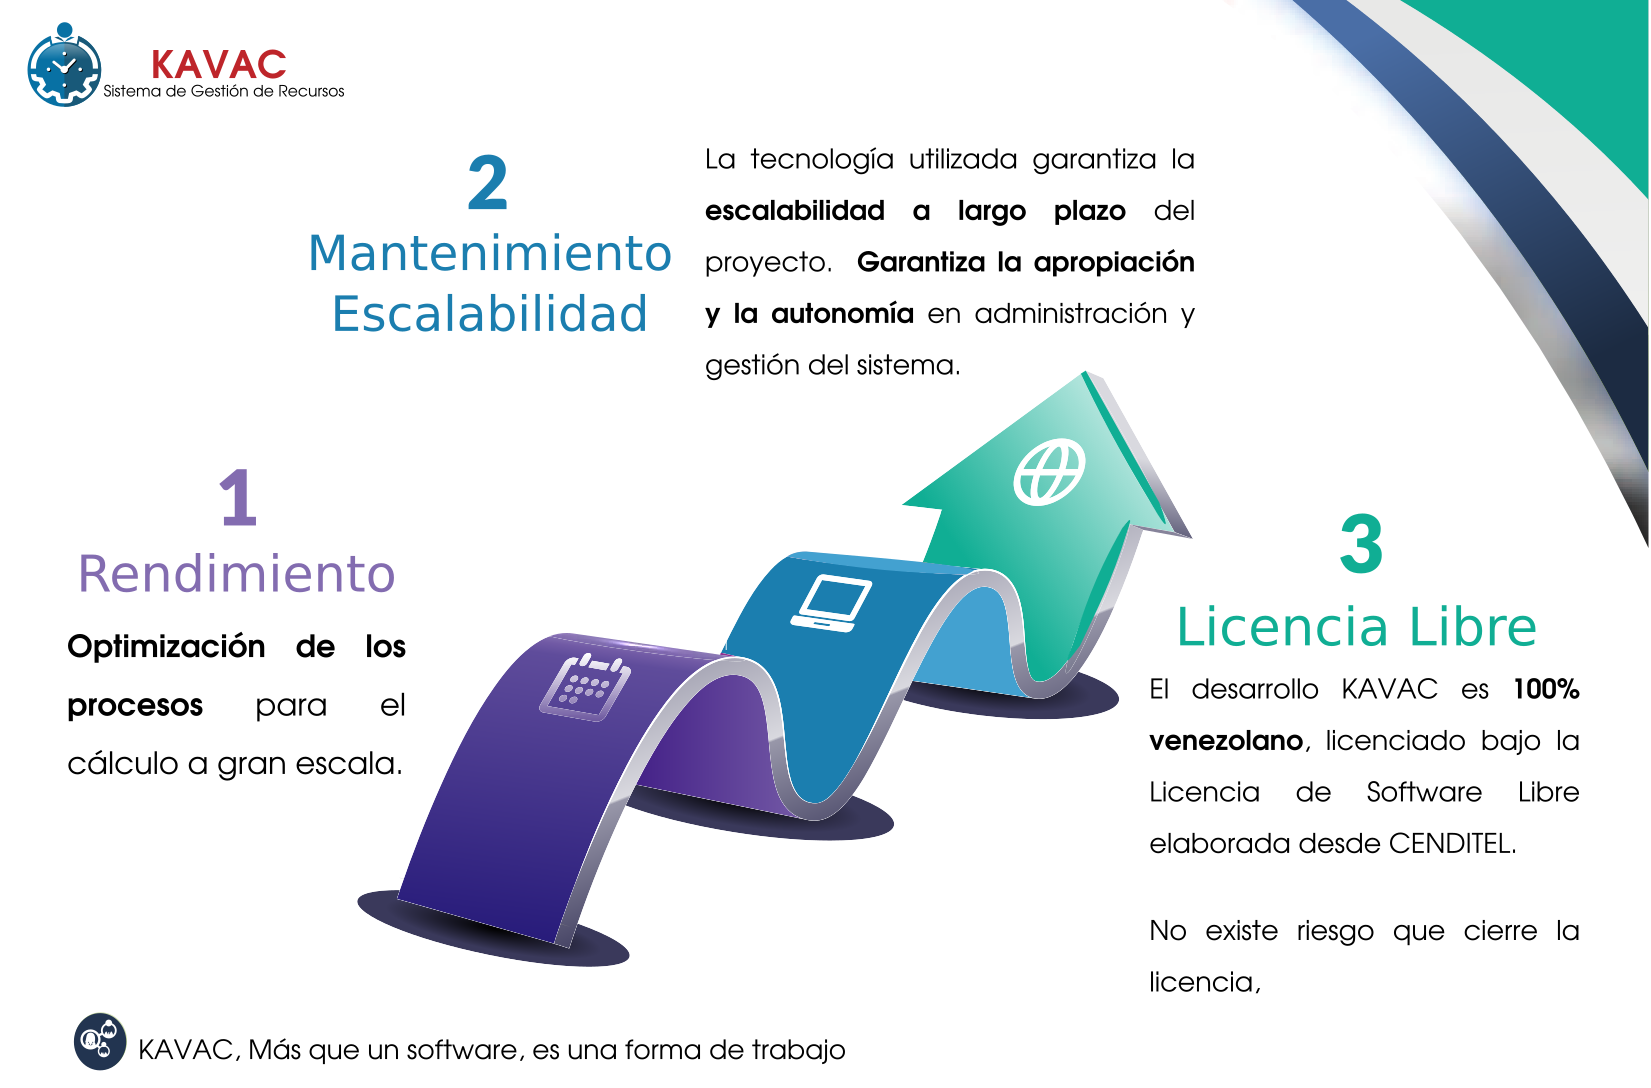 KAVAC
Sistema de Gestión de Recursos
2
Mantenimiento
Escalabilidad
La tecnología utilizada garantiza la
escalabilidad a largo plazo del
proyecto. Garantiza la apropiación
y la autonomía en administración y
gestión del sistema.
1
Rendimiento
Optimización de los
procesos para el
cálculo a gran escala.
3
Licencia Libre
El desarrollo KAVAC es 100%
venezolano, licenciado bajo la
Licencia de Software Libre
elaborada desde CENDITEL.
No existe riesgo que cierre la
licencia,
KAVAC, Más que un software, es una forma de trabajo